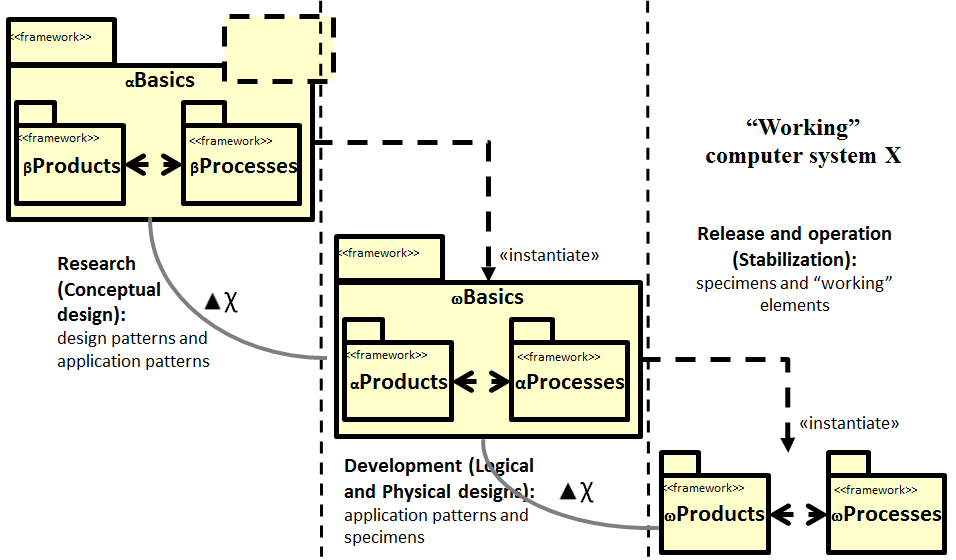 <<framework>>
αBasics
<<framework>>
βProducts
<<framework>>
βProcesses
Research
(Conceptual
design):
design patterns and
application patterns
▲χ
«instantiate»
<<framework>>
ωBasics
<<framework>>
αProducts
<<framework>>
αProcesses
Development (Logical
and Physical designs):
application patterns and
specimens
▲χ
“Working”
computer system X
Release and operation
(Stabilization):
specimens and “working”
elements
«instantiate»
<<framework>>
ωProducts
<<framework>>
ωProcesses